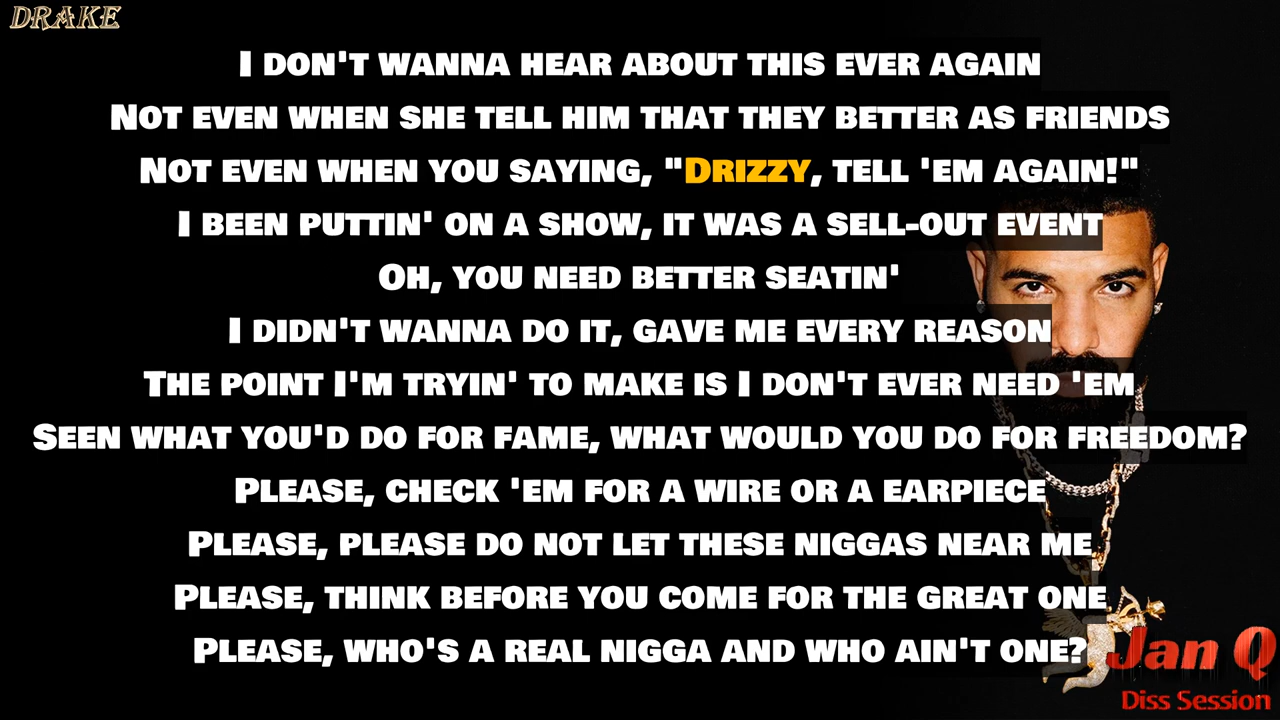 DRAKE
I DON'T WANNA HEAR ABOUT THIS EVER AGAIN
NOT EVEN WHEN SHE TELL HIM THAT THEY BETTER AS FRIENDS
NOT EVEN WHEN YOU SAYING, "DRIZZY, TELL 'EM AGAIN!"
I BEEN PUTTIN' ON A SHOW, IT WAS A SELL-OUT EVENT
OH, YOU NEED BETTER SEATIN'
I DIDN'T WANNA DO IT, GAVE ME EVERY REASON
THE POINT I'M TRYIN' TO MAKE IS I DON'T EVER NEED 'EM
SEEN WHAT YOU'D DO FOR FAME, WHAT WOULD YOU DO FOR FREEDOM?
PLEASE, CHECK 'EM FOR A WIRE OR A EARPIECE
PLEASE, PLEASE DO NOT LET THESE NIGGAS NEAR ME
PLEASE, THINK BEFORE YOU COME FOR THE GREAT ONE
PLEASE, WHO'S A REAL NIGGA AND WHO AIN'T ONE?
Jan Q
Diss Session